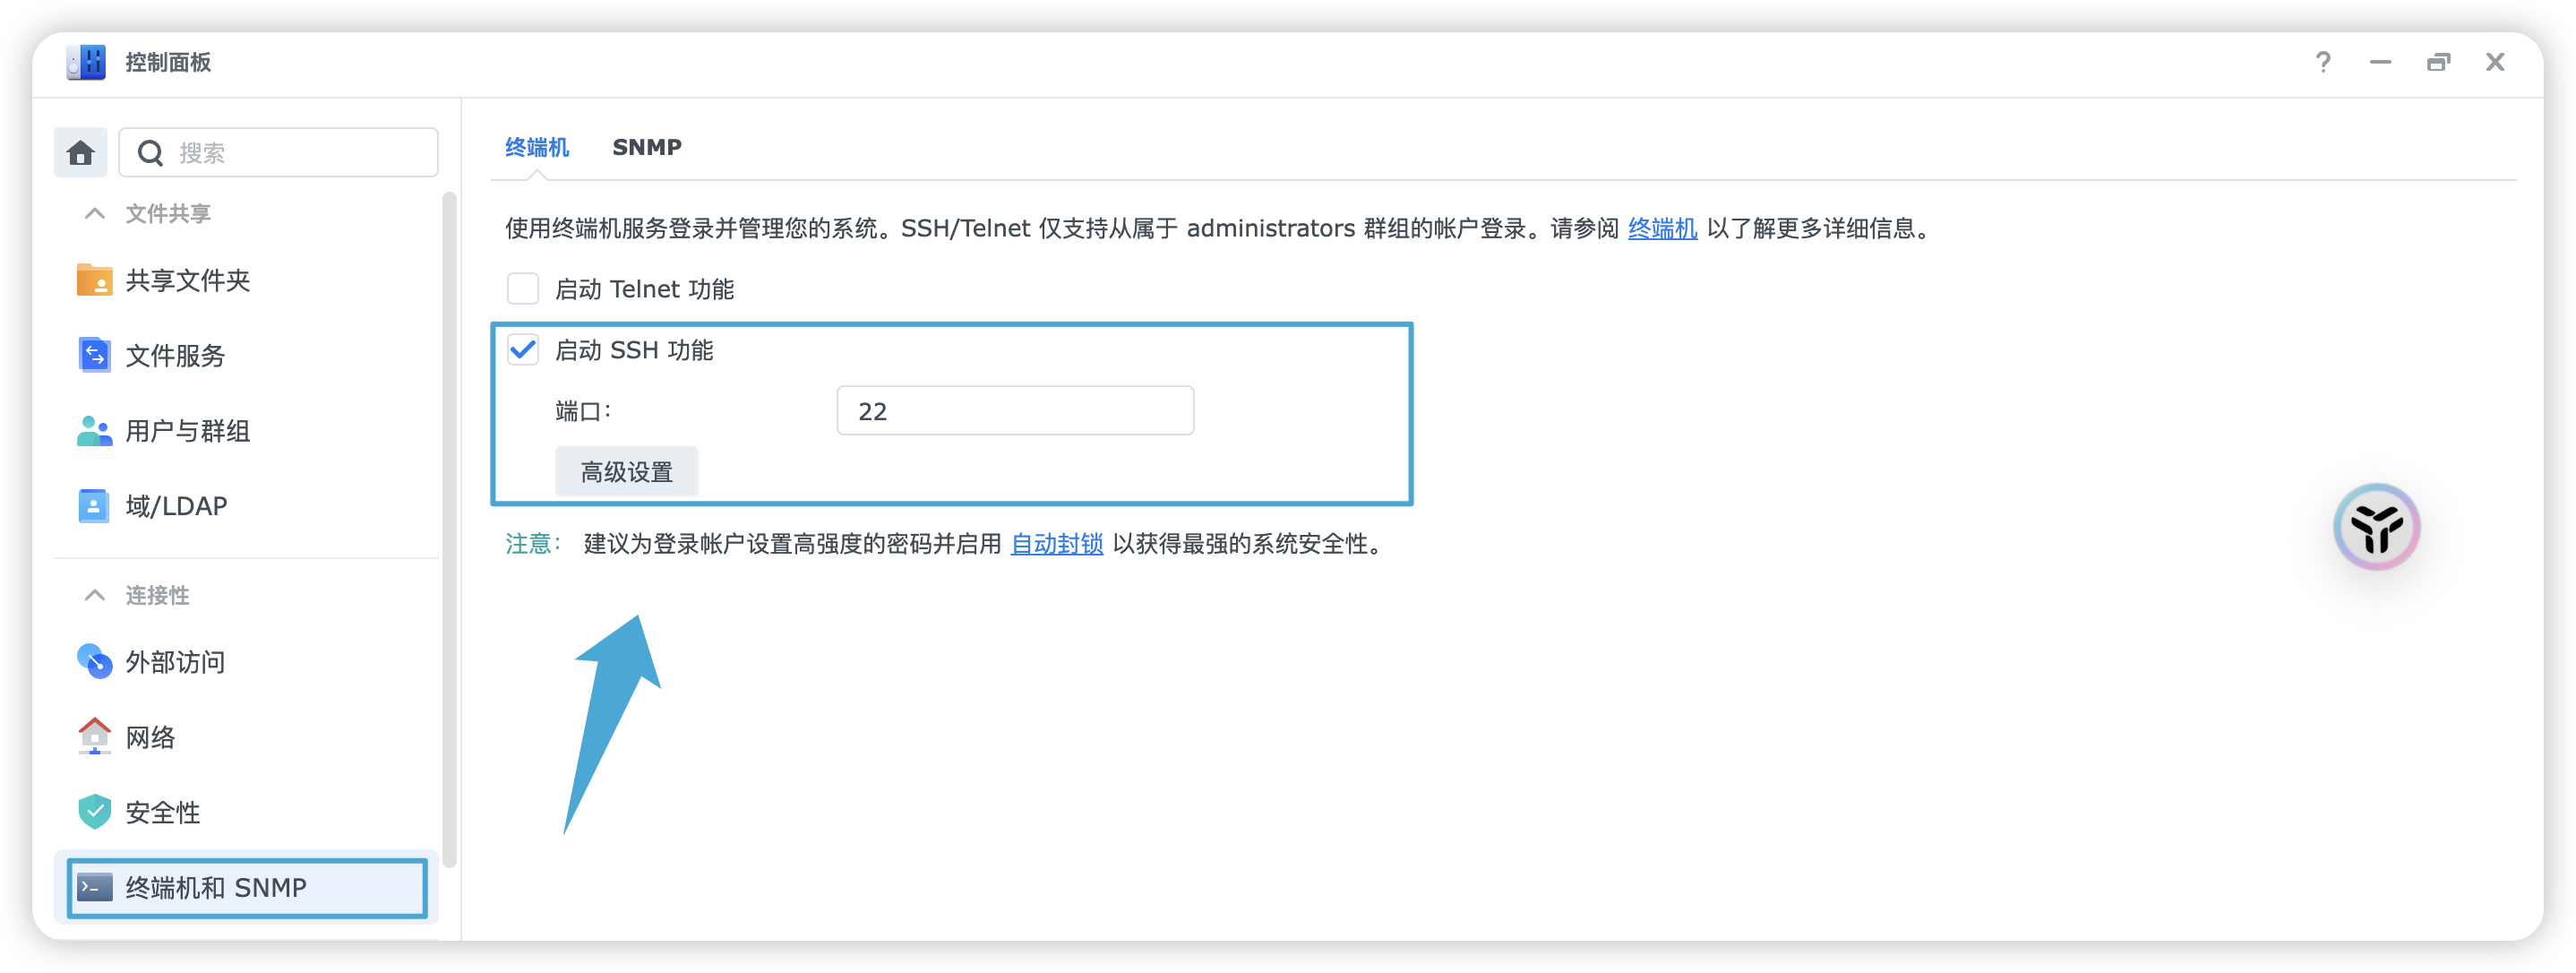 控制面板
搜索
文件共享
共享文件夹
文件服务
用户与群组
域/LDAP
连接性
外部访问
网络
安全性
终端机和 SNMP
终端机 SNMP
使用终端机服务登录并管理您的系统。SSH/Telnet 仅支持从属于 administrators 群组的帐户登录。请参阅 终端机 以了解更多详细信息。
启动 Telnet 功能
启动 SSH 功能
端口: 22
高级设置
注意: 建议为登录帐户设置高强度的密码并启用 自动封锁 以获得最强的系统安全性。